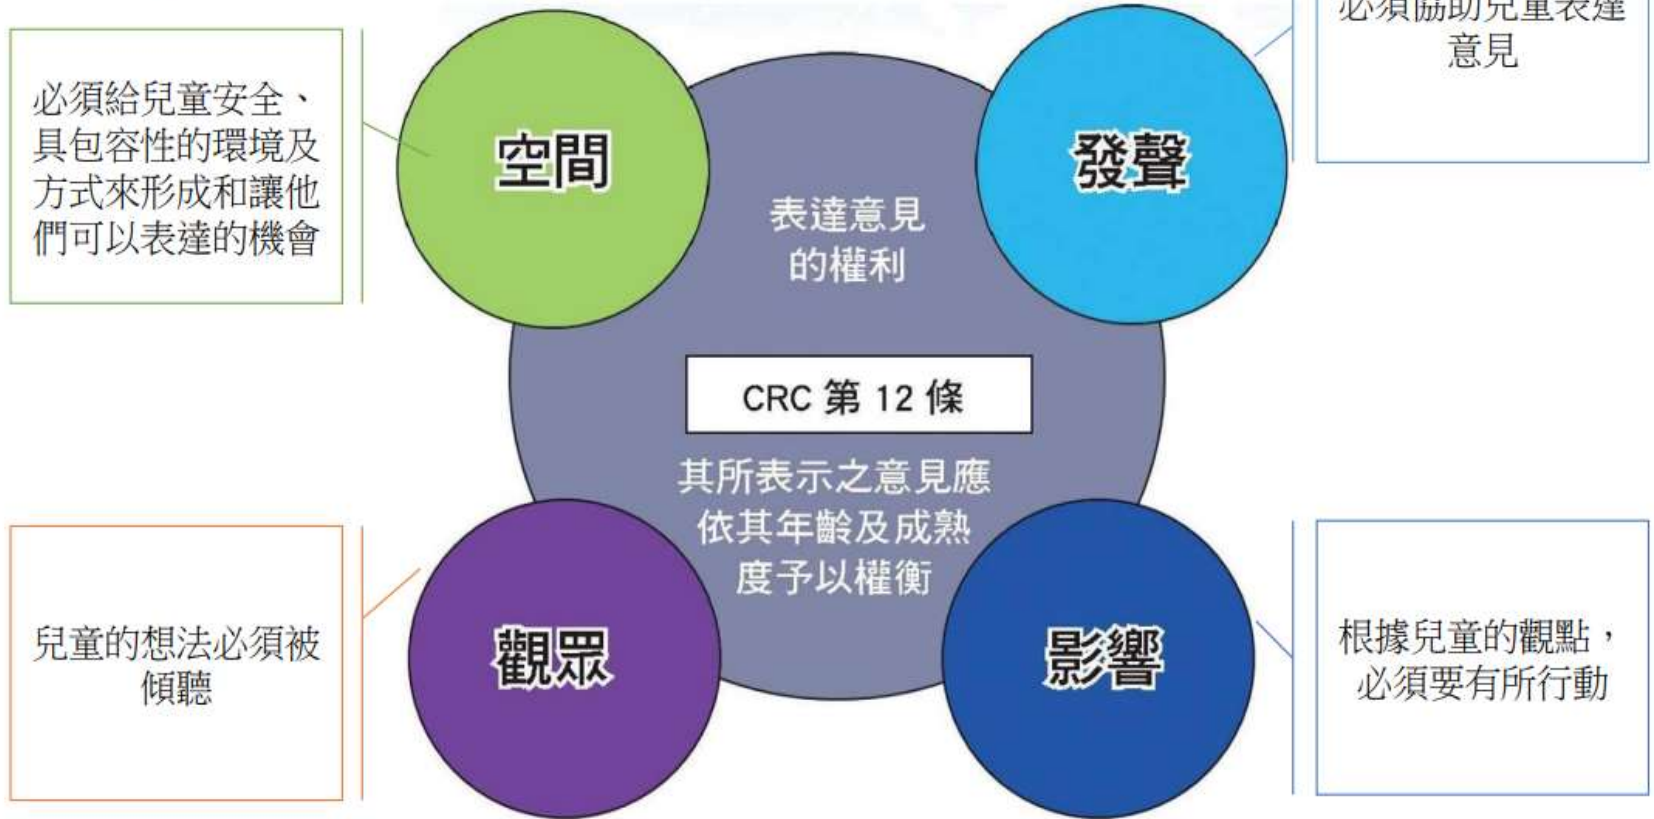 必須給兒童安全、
具包容性的環境及
方式來形成和讓他
們可以表達的機會
空間
發聲
必須協助兒童表達
意見
表達意見
的權利
CRC 第 12 條
其所表示之意見應
依其年齡及成熟
度予以權衡
兒童的想法必須被
傾聽
觀眾
影響
根據兒童的觀點，
必須要有所行動